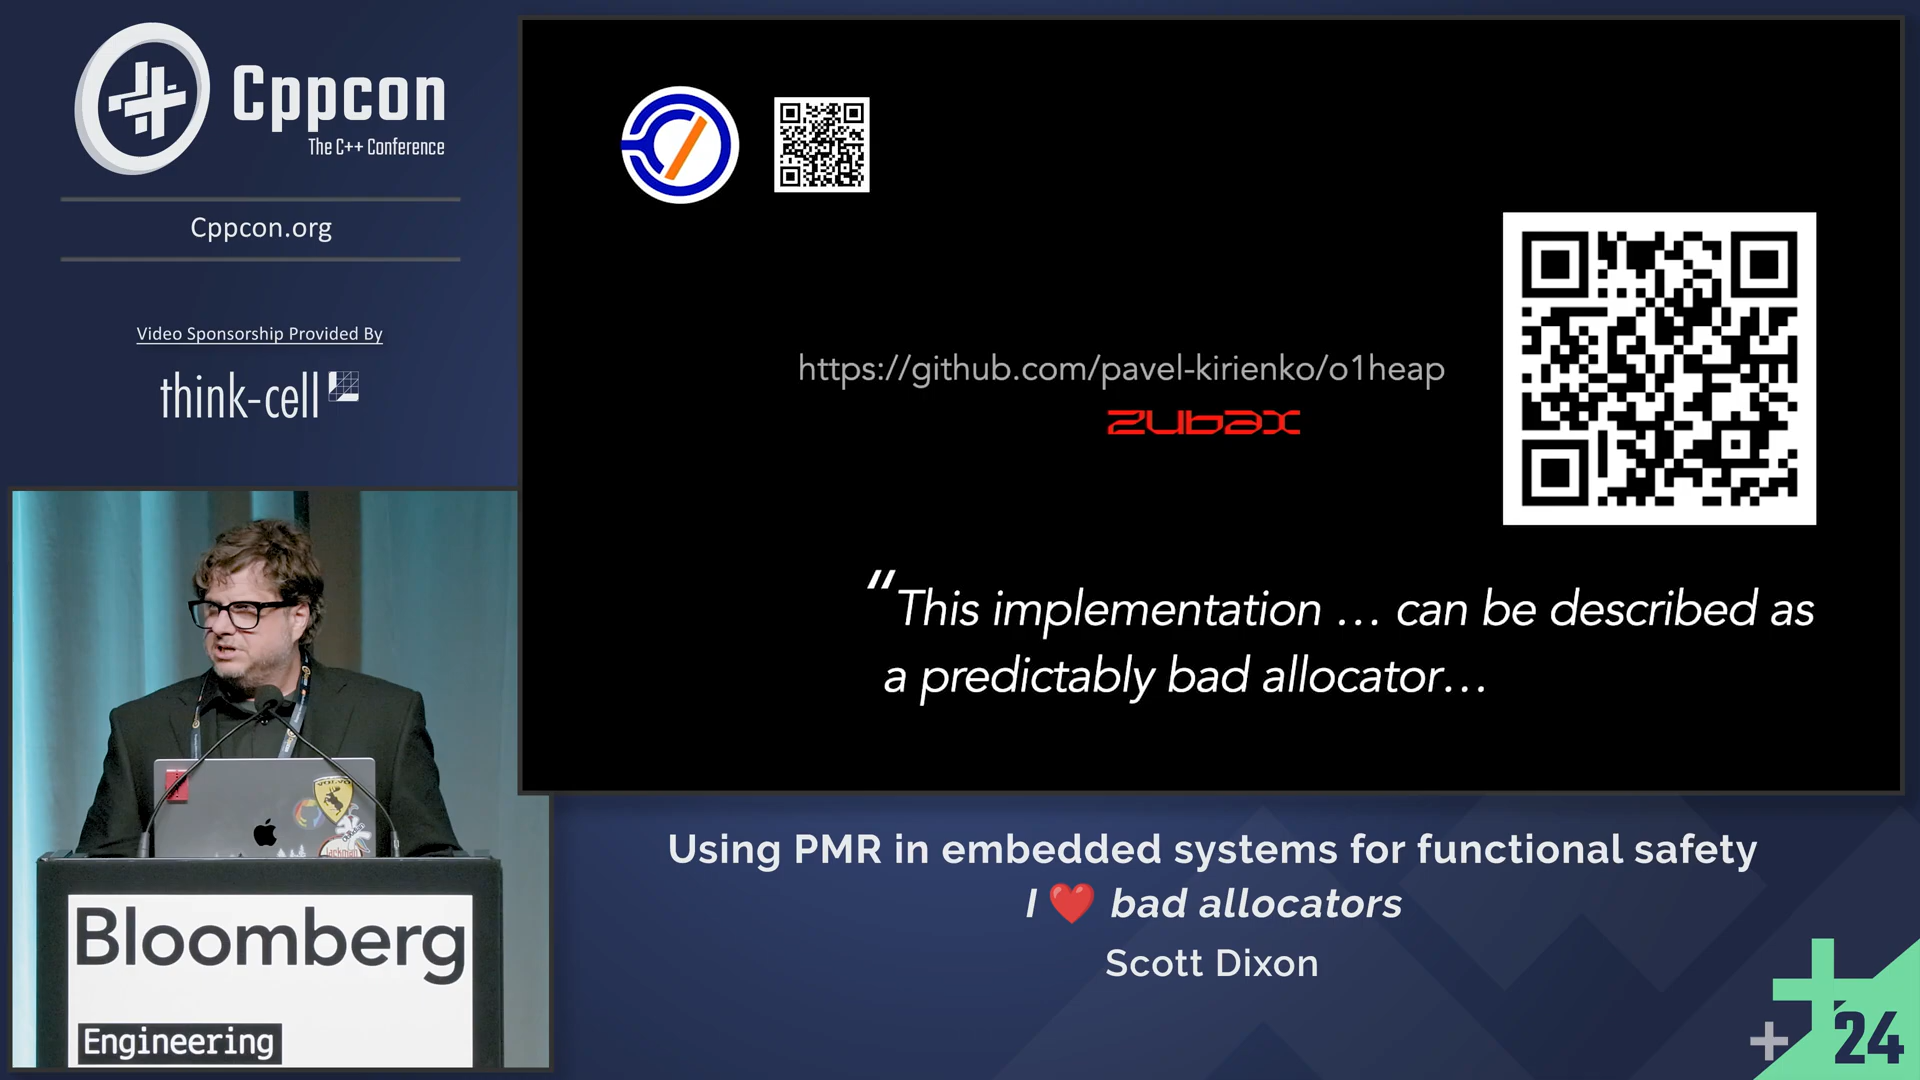 Cppcon
The C++ Conference
Cppcon.org
Video Sponsorship Provided By
think-cell
https://github.com/pavel-kirienko/o1heap
zubax
“This implementation … can be described as
a predictably bad allocator…
VOLVO
Bloomberg
Engineering
Using PMR in embedded systems for functional safety
I ❤️ bad allocators
Scott Dixon
24